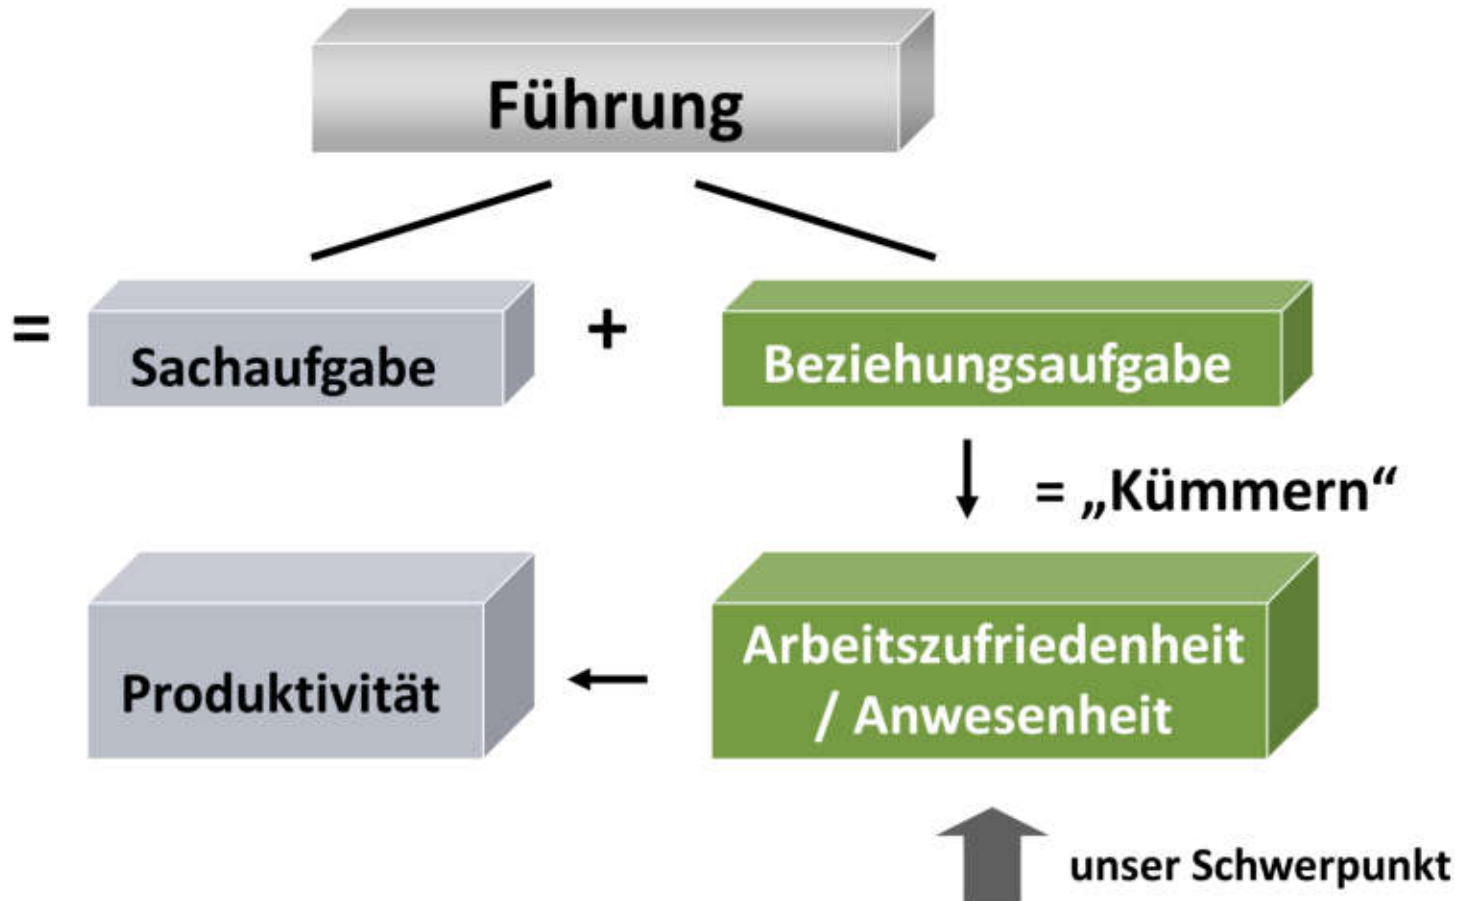 Führung
= Sachaufgabe + Beziehungsaufgabe
= „Kümmern“
Produktivität
Arbeitszufriedenheit
/ Anwesenheit
unser Schwerpunkt